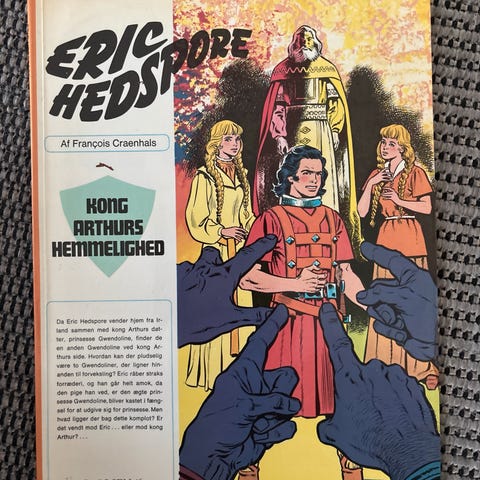 ERIC
HEDSPORE
Af François Craenhals
KONG
ARTHURS
HEMMELIGHED
Da Eric Hedspore vender hjem fra Ir-
land sammen med kong Arthurs dat-
ter, prinsesse Gwendoline, finder de
en anden Gwendoline ved kong Ar-
thurs side. Hvordan kan der pludselig
være to Gwendoliner, der ligner hin-
anden til forveksling? Eric råber straks
forræderi, og han går helt amok, da
den pige han ved, er den ægte prin-
sesse Gwendoline, bliver kastet i fæng-
sel for at udgive sig for prinsesse. Men
hvad ligger der bag dette komplot? Er
det vendt mod Eric . . . eller mod kong
Arthur? . . .